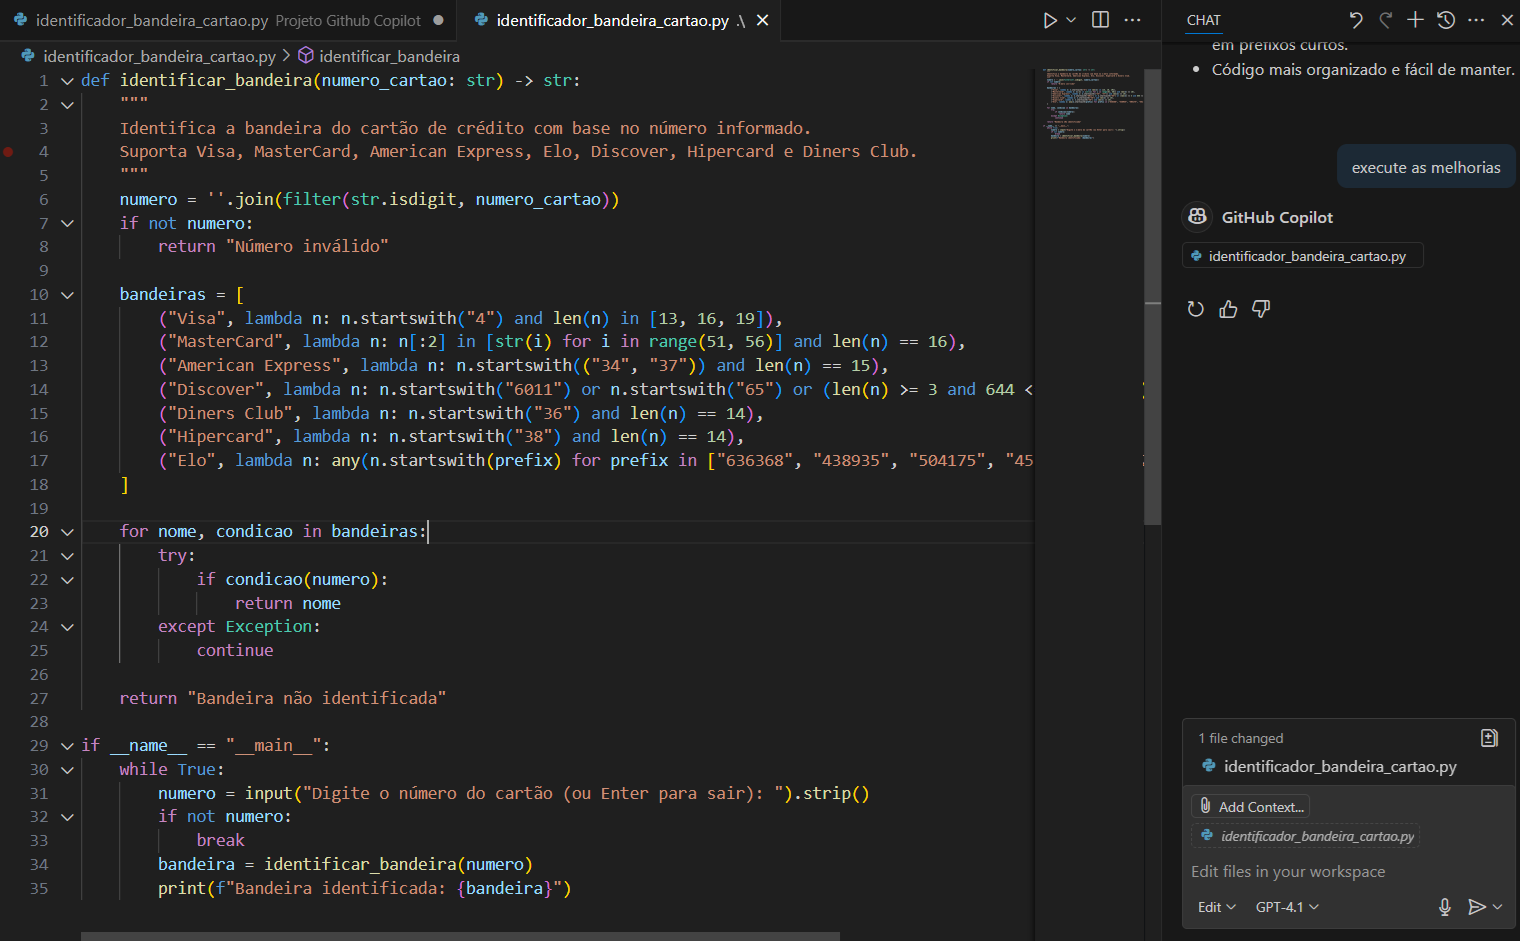 identificador_bandeira_cartao.py Projeto Github Copilot
identificador_bandeira_cartao.py .\
identificador_bandeira_cartao.py > identificar_bandeira
1 def identificar_bandeira(numero_cartao: str) -> str:
2 """
3 Identifica a bandeira do cartão de crédito com base no número informado.
4 Suporta Visa, MasterCard, American Express, Elo, Discover, Hipercard e Diners Club.
5 """
6 numero = ''.join(filter(str.isdigit, numero_cartao))
7 if not numero:
8 return "Número inválido"
9
10 bandeiras = [
11 ("Visa", lambda n: n.startswith("4") and len(n) in [13, 16, 19]),
12 ("MasterCard", lambda n: n[:2] in [str(i) for i in range(51, 56)] and len(n) == 16),
13 ("American Express", lambda n: n.startswith(("34", "37")) and len(n) == 15),
14 ("Discover", lambda n: n.startswith("6011") or n.startswith("65") or (len(n) >= 3 and 644 <
15 ("Diners Club", lambda n: n.startswith("36") and len(n) == 14),
16 ("Hipercard", lambda n: n.startswith("38") and len(n) == 14),
17 ("Elo", lambda n: any(n.startswith(prefix) for prefix in ["636368", "438935", "504175", "45
18 ]
19
20 for nome, condicao in bandeiras:
21 try:
22 if condicao(numero):
23 return nome
24 except Exception:
25 continue
26
27 return "Bandeira não identificada"
28
29 if __name__ == "__main__":
30 while True:
31 numero = input("Digite o número do cartão (ou Enter para sair): ").strip()
32 if not numero:
33 break
34 bandeira = identificar_bandeira(numero)
35 print(f"Bandeira identificada: {bandeira}")
CHAT
em prefixos curtos.
• Código mais organizado e fácil de manter.
execute as melhorias
GitHub Copilot
identificador_bandeira_cartao.py
1 file changed
identificador_bandeira_cartao.py
Add Context...
identificador_bandeira_cartao.py
Edit files in your workspace
Edit GPT-4.1